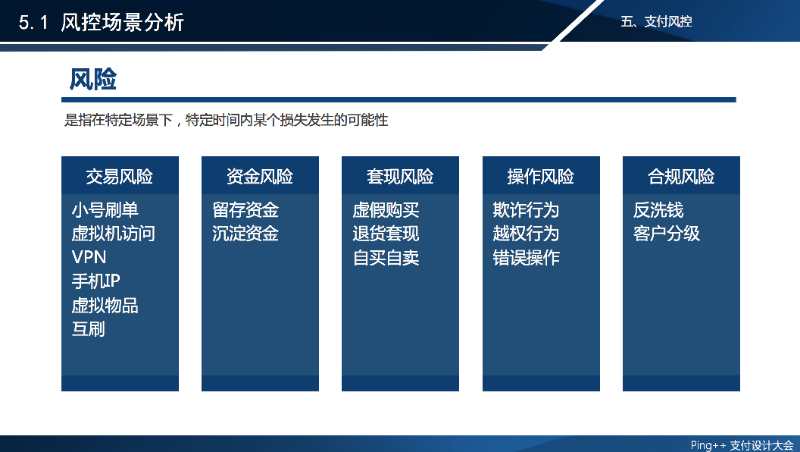 5.1 风控场景分析
五、支付风控
风险
是指在特定场景下，特定时间内某个损失发生的可能性
交易风险
小号刷单
虚拟机访问
VPN
手机IP
虚拟物品
互刷
资金风险
留存资金
沉淀资金
套现风险
虚假购买
退货套现
自买自卖
操作风险
欺诈行为
越权行为
错误操作
合规风险
反洗钱
客户分级
Ping++ 支付设计大会